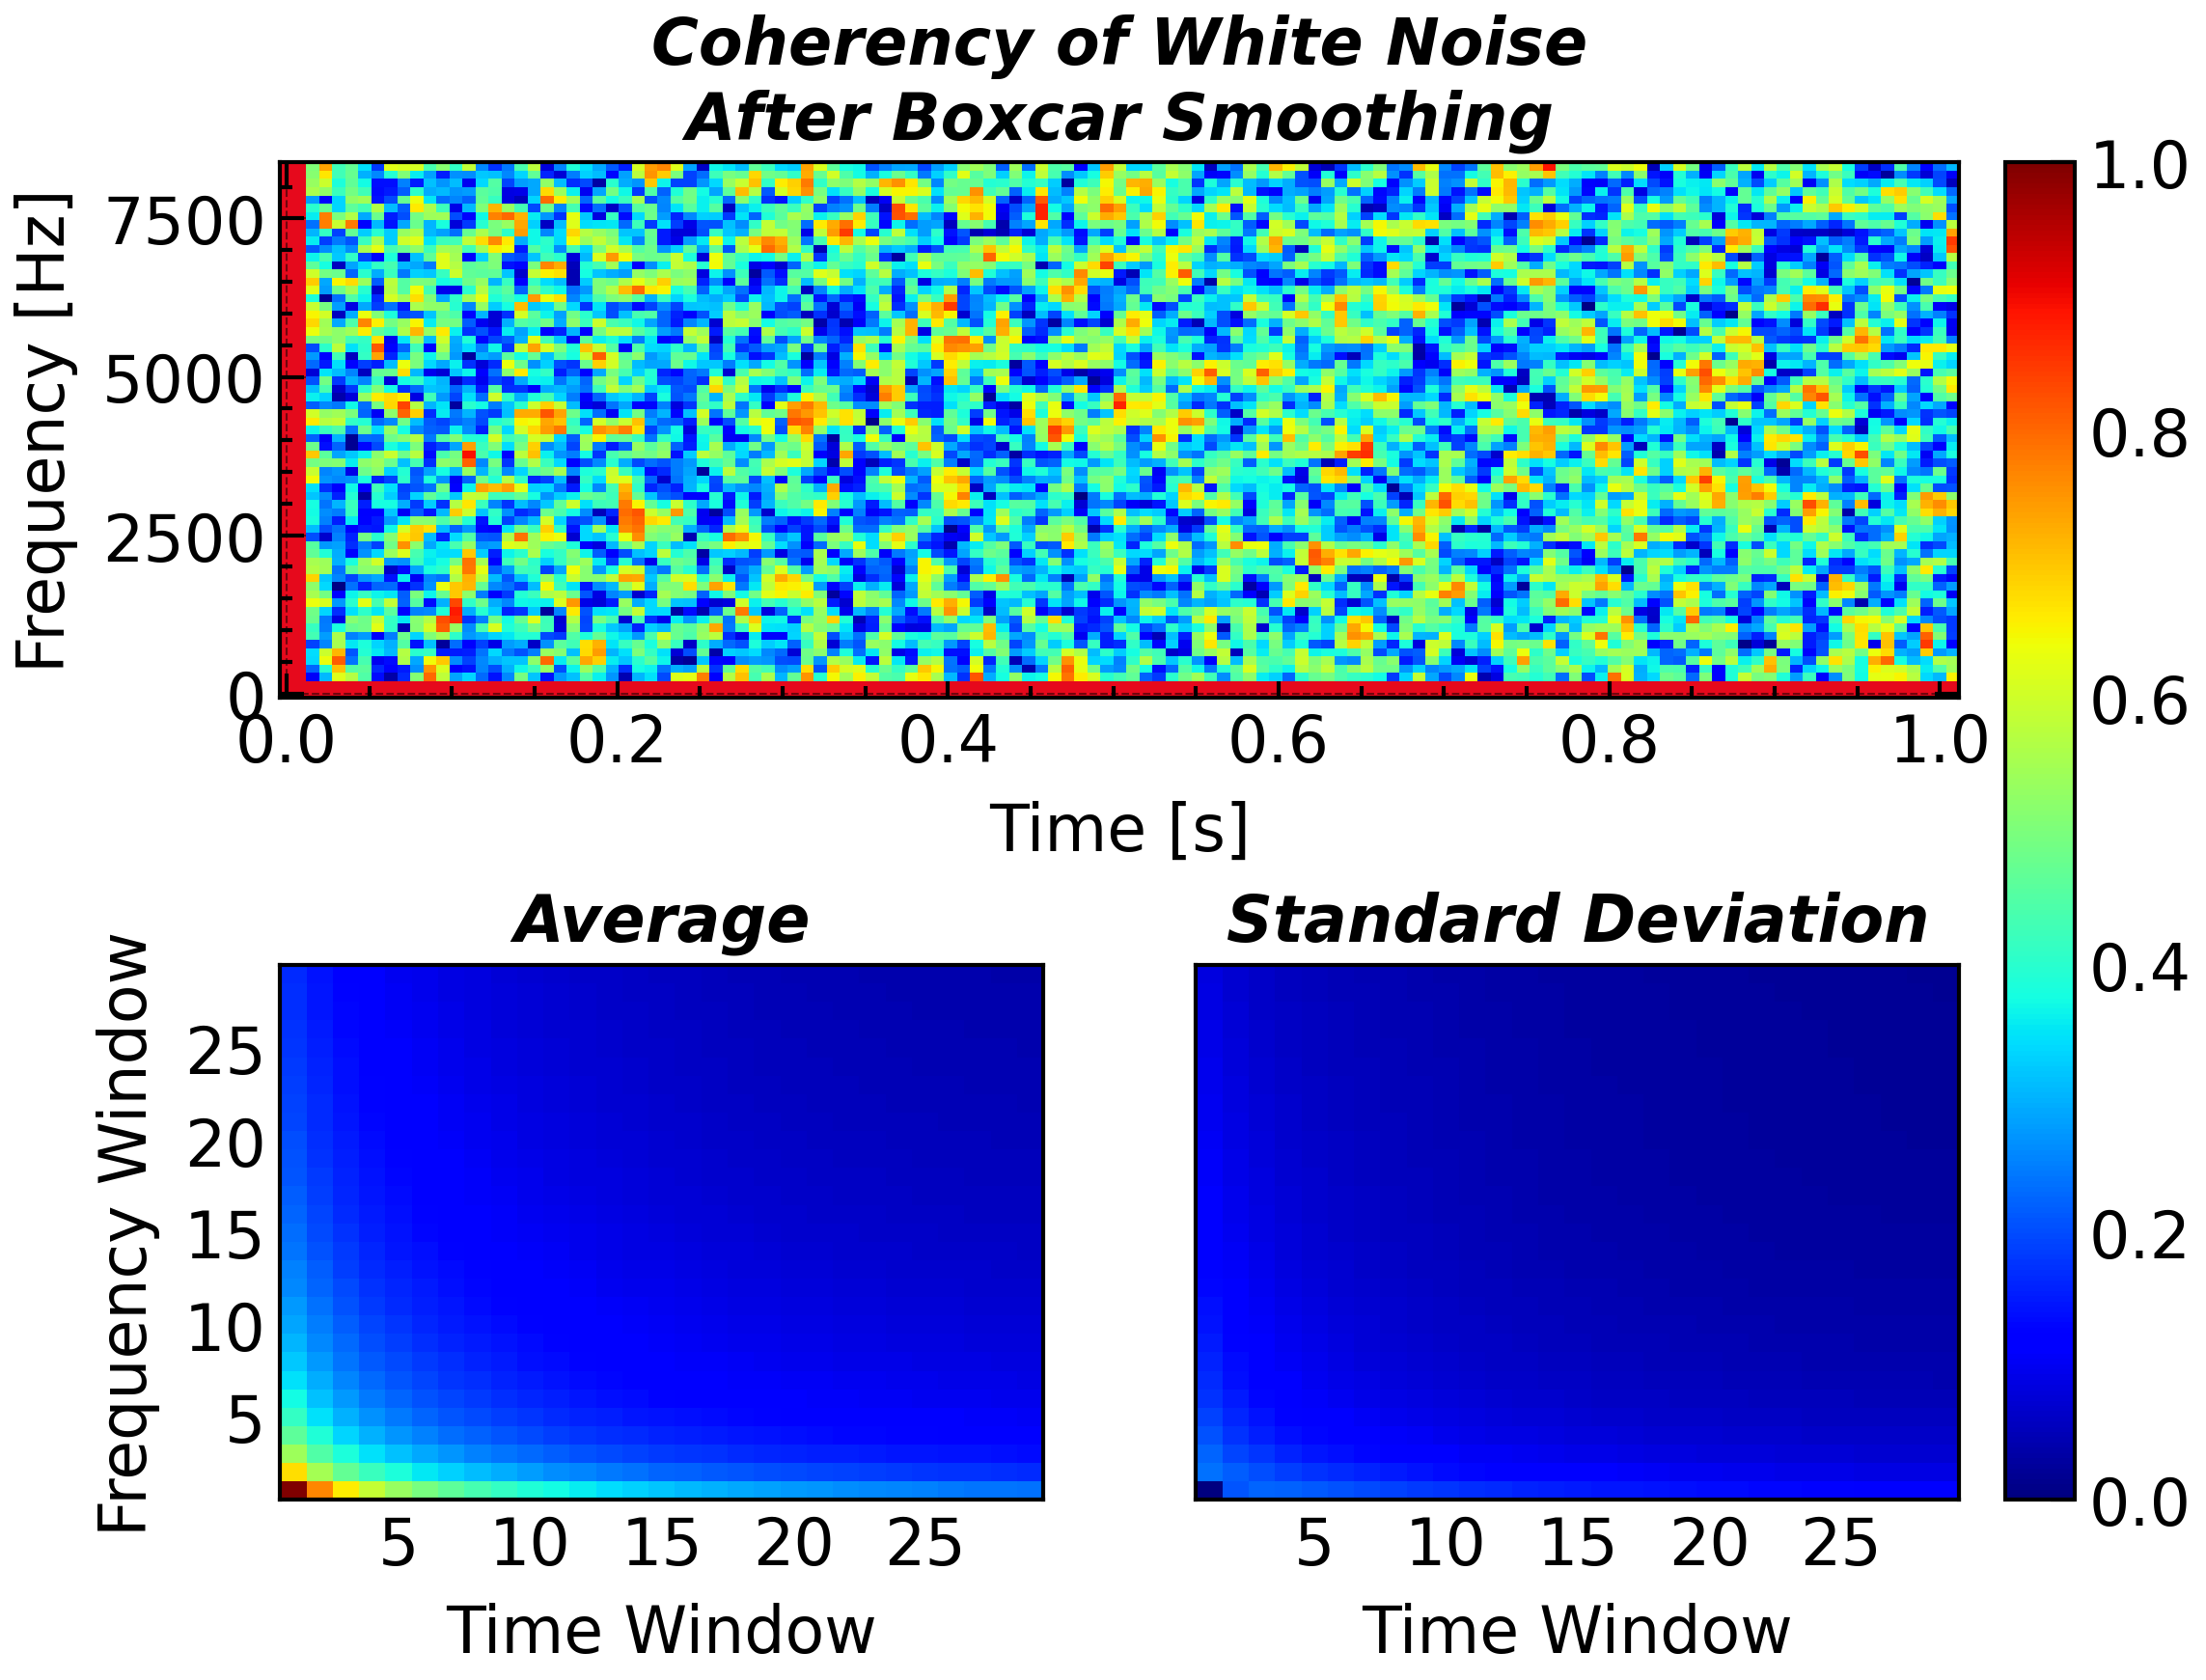 Coherency of White Noise
After Boxcar Smoothing
Frequency [Hz]
7500
5000
2500
0
0.0 0.2 0.4 0.6 0.8 1.0
Time [s]
1.0
0.8
0.6
0.4
0.2
0.0
Average
Frequency Window
25
20
15
10
5
5 10 15 20 25
Time Window
Standard Deviation
5 10 15 20 25
Time Window